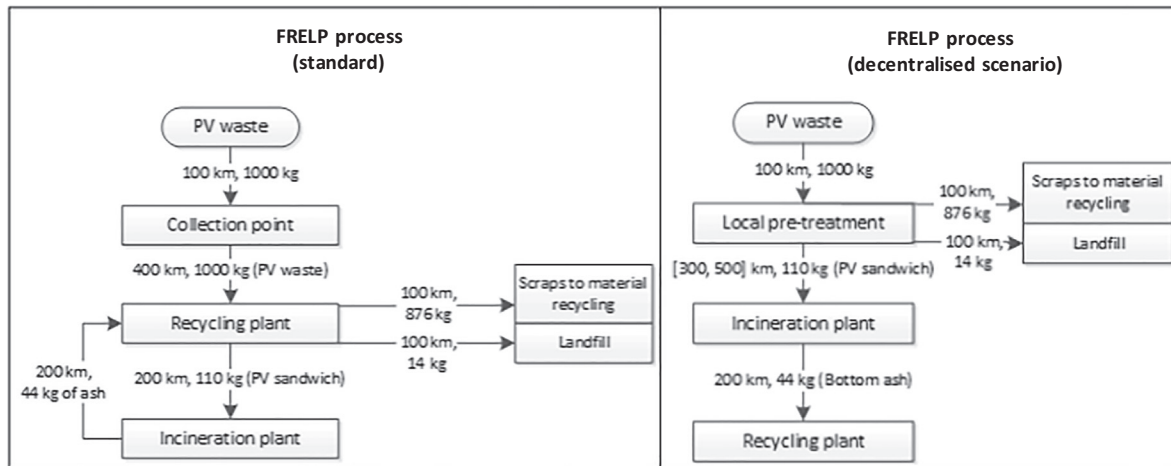 FRELP process
(standard)
PV waste
100 km, 1000 kg
Collection point
400 km, 1000 kg (PV waste)
Recycling plant
100 km,
876 kg
Scraps to material
recycling
100 km,
14 kg
Landfill
200 km,
44 kg of ash
200 km, 110 kg (PV sandwich)
Incineration plant
FRELP process
(decentralised scenario)
PV waste
100 km, 1000 kg
Local pre-treatment
100 km,
876 kg
Scraps to material
recycling
100 km,
14 kg
Landfill
[300, 500] km, 110 kg (PV sandwich)
Incineration plant
200 km, 44 kg (Bottom ash)
Recycling plant